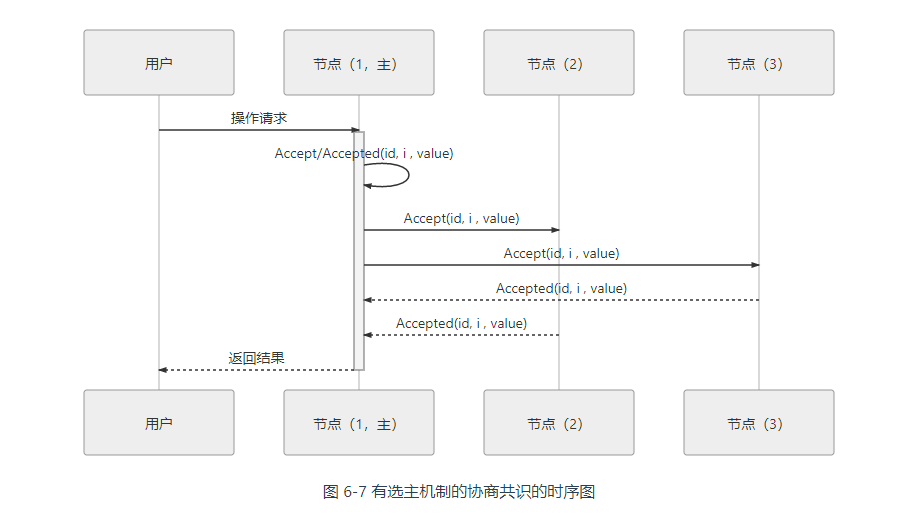 用户
节点（1，主）
节点（2）
节点（3）
操作请求
Accept/Accepted(id, i , value)
Accept(id, i , value)
Accept(id, i , value)
Accepted(id, i , value)
Accepted(id, i , value)
返回结果
用户
节点（1，主）
节点（2）
节点（3）
图 6-7 有选主机制的协商共识的时序图